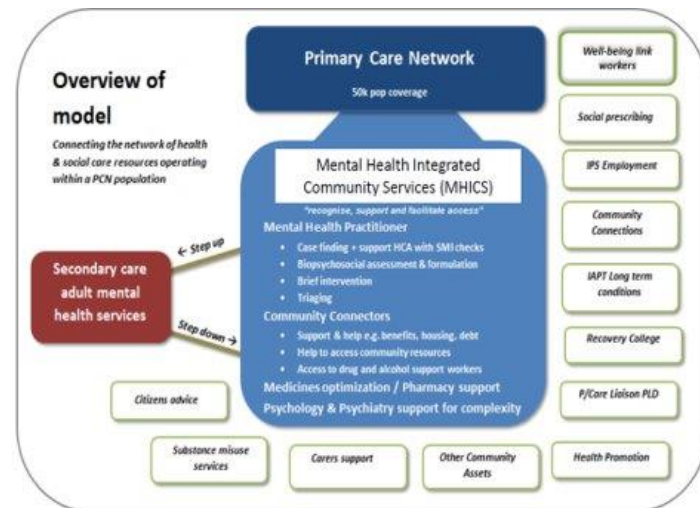 Overview of
model
Connecting the network of health
& social care resources operating
within a PCN population
Primary Care Network
50k pop coverage
Mental Health Integrated
Community Services (MHICS)
"recognise, support and facilitate access"
Mental Health Practitioner
• Case finding + support HCA with SMI checks
• Biopsychosocial assessment & formulation
• Brief intervention
• Triaging
Community Connectors
• Support & help e.g. benefits, housing, debt
• Help to access community resources
• Access to drug and alcohol support workers
Medicines optimization / Pharmacy support
Psychology & Psychiatry support for complexity
← Step up
Secondary care
adult mental
health services
Step down →
Well-being link
workers
Social prescribing
IPS Employment
Community
Connections
IAPT Long term
conditions
Recovery College
P/Care Liaison PLD
Health Promotion
Citizens advice
Substance misuse
services
Carers support
Other Community
Assets